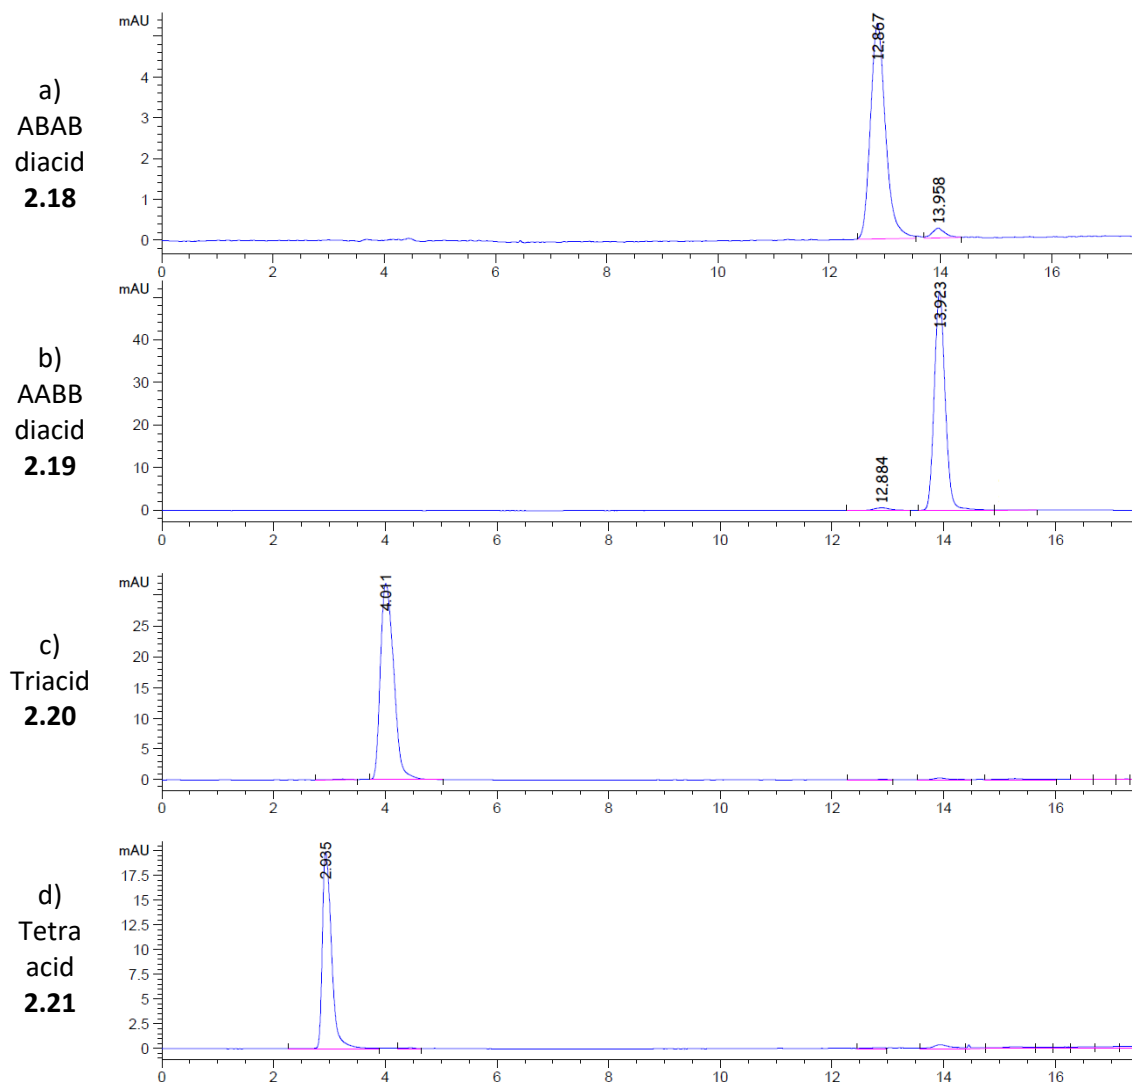 a)
ABAB
diacid
2.18
mAU
4
3
2
1
0
12.867
13.958
0 2 4 6 8 10 12 14 16
b)
AABB
diacid
2.19
mAU
40
30
20
10
0
12.884
13.923
0 2 4 6 8 10 12 14 16
c)
Triacid
2.20
mAU
25
20
15
10
5
0
4.011
0 2 4 6 8 10 12 14 16
d)
Tetra
acid
2.21
mAU
17.5
15
12.5
10
7.5
5
2.5
0
2.935
0 2 4 6 8 10 12 14 16